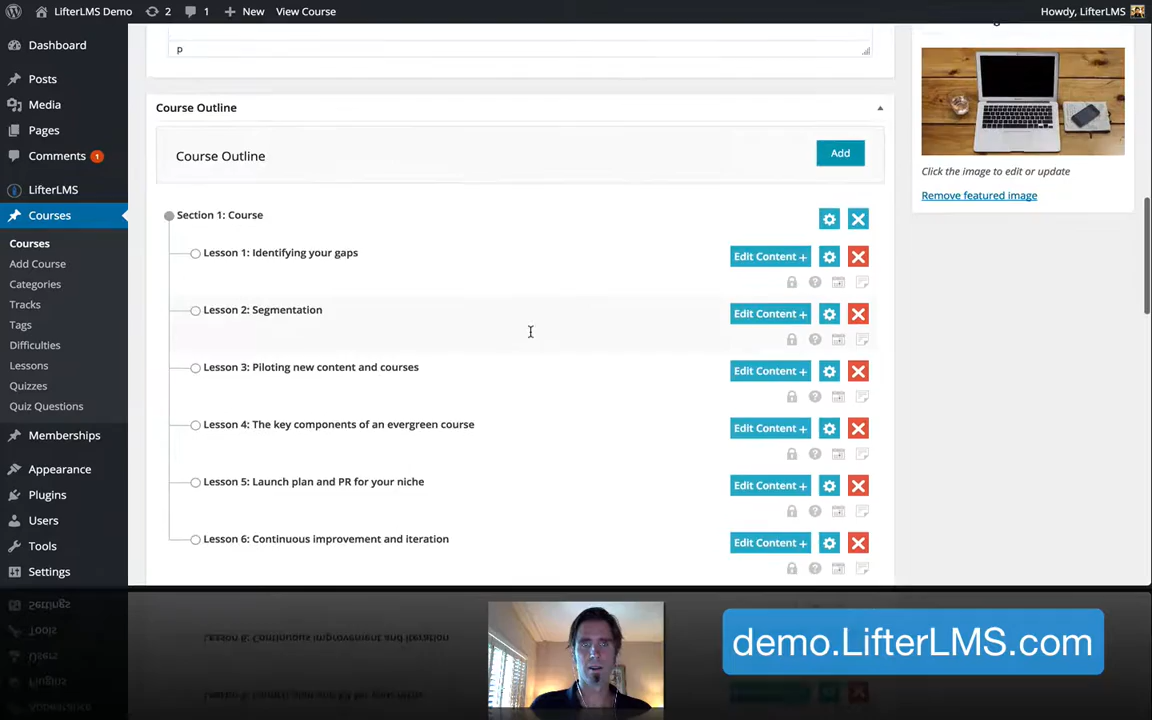 LifterLMS Demo
2
1
New
View Course
Howdy, LifterLMS
Dashboard
Posts
Media
Pages
Comments 1
LifterLMS
Courses
Courses
Add Course
Categories
Tracks
Tags
Difficulties
Lessons
Quizzes
Quiz Questions
Memberships
Appearance
Plugins
Users
Tools
Settings
p
Course Outline
Course Outline
Add
Section 1: Course
Lesson 1: Identifying your gaps
Edit Content +
Lesson 2: Segmentation
Edit Content +
Lesson 3: Piloting new content and courses
Edit Content +
Lesson 4: The key components of an evergreen course
Edit Content +
Lesson 5: Launch plan and PR for your niche
Edit Content +
Lesson 6: Continuous improvement and iteration
Edit Content +
Click the image to edit or update
Remove featured image
demo.LifterLMS.com